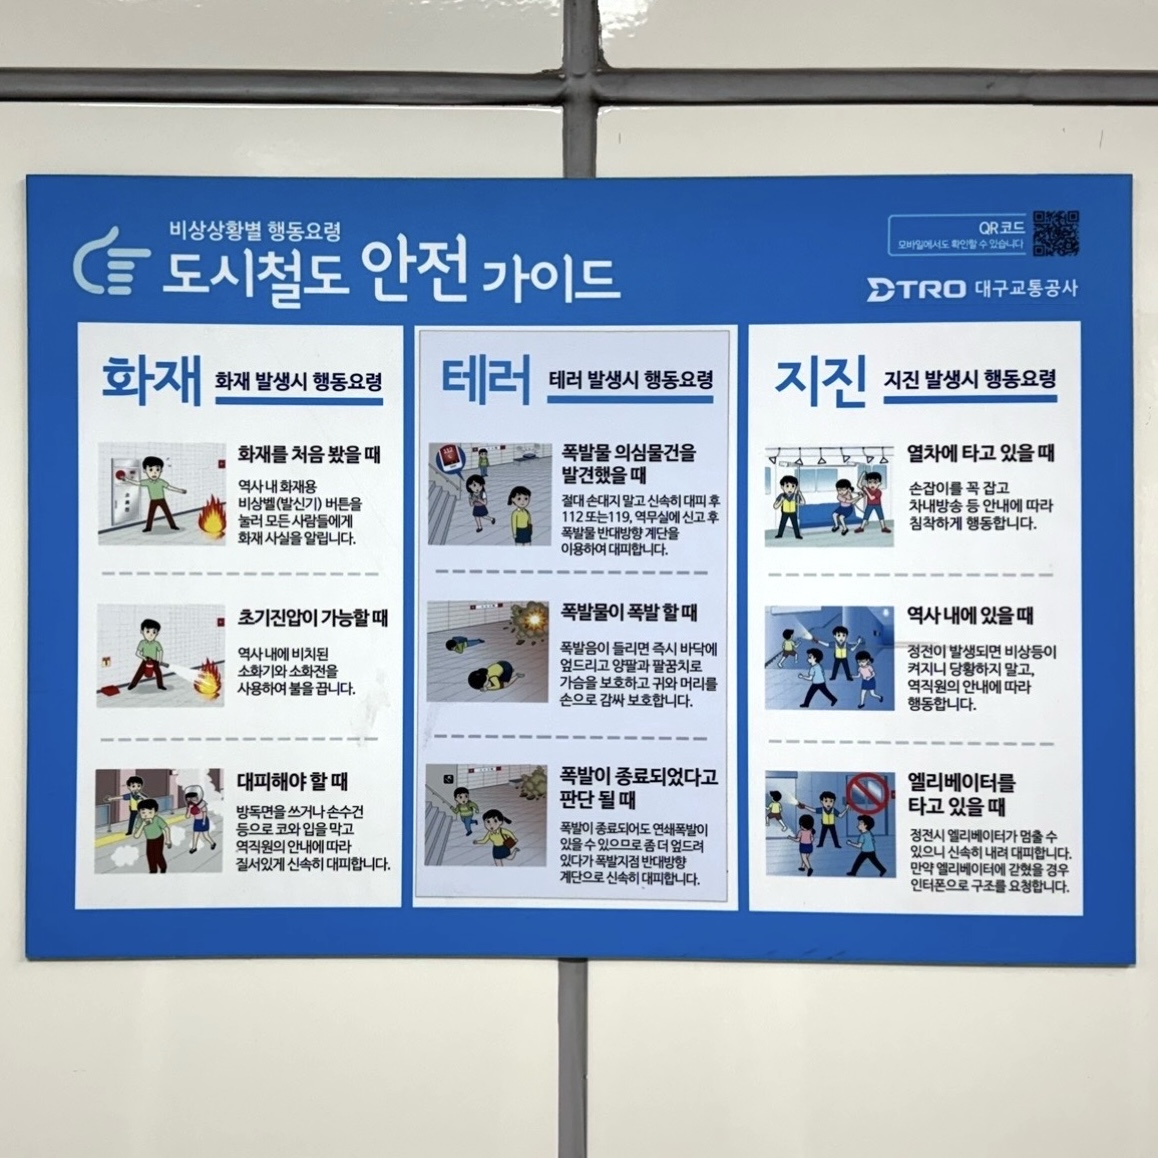 비상상황별 행동요령
도시철도 안전 가이드
QR코드
모바일에서도 확인할 수 있습니다
DTRO 대구교통공사
화재 화재 발생시 행동요령
화재를 처음 봤을 때
역사 내 화재용
비상벨(발신기) 버튼을
눌러 모든 사람들에게
화재 사실을 알립니다.
초기진압이 가능할 때
역사 내에 비치된
소화기와 소화전을
사용하여 불을 끕니다.
대피해야 할 때
방독면을 쓰거나 손수건
등으로 코와 입을 막고
역직원의 안내에 따라
질서있게 신속히 대피합니다.
테러 테러 발생시 행동요령
폭발물 의심물건을
발견했을 때
절대 손대지 말고 신속히 대피 후
112 또는119, 역무실에 신고 후
폭발물 반대방향 계단을
이용하여 대피합니다.
폭발물이 폭발 할 때
폭발음이 들리면 즉시 바닥에
엎드리고 양팔과 팔꿈치로
가슴을 보호하고 귀와 머리를
손으로 감싸 보호합니다.
폭발이 종료되었다고
판단 될 때
폭발이 종료되어도 연쇄폭발이
있을 수 있으므로 좀 더 엎드려
있다가 폭발지점 반대방향
계단으로 신속히 대피합니다.
지진 지진 발생시 행동요령
열차에 타고 있을 때
손잡이를 꼭 잡고
차내방송 등 안내에 따라
침착하게 행동합니다.
역사 내에 있을 때
정전이 발생되면 비상등이
켜지니 당황하지 말고,
역직원의 안내에 따라
행동합니다.
엘리베이터를
타고 있을 때
정전시 엘리베이터가 멈출 수
있으니 신속히 내려 대피합니다.
만약 엘리베이터에 갇혔을 경우
인터폰으로 구조를 요청합니다.